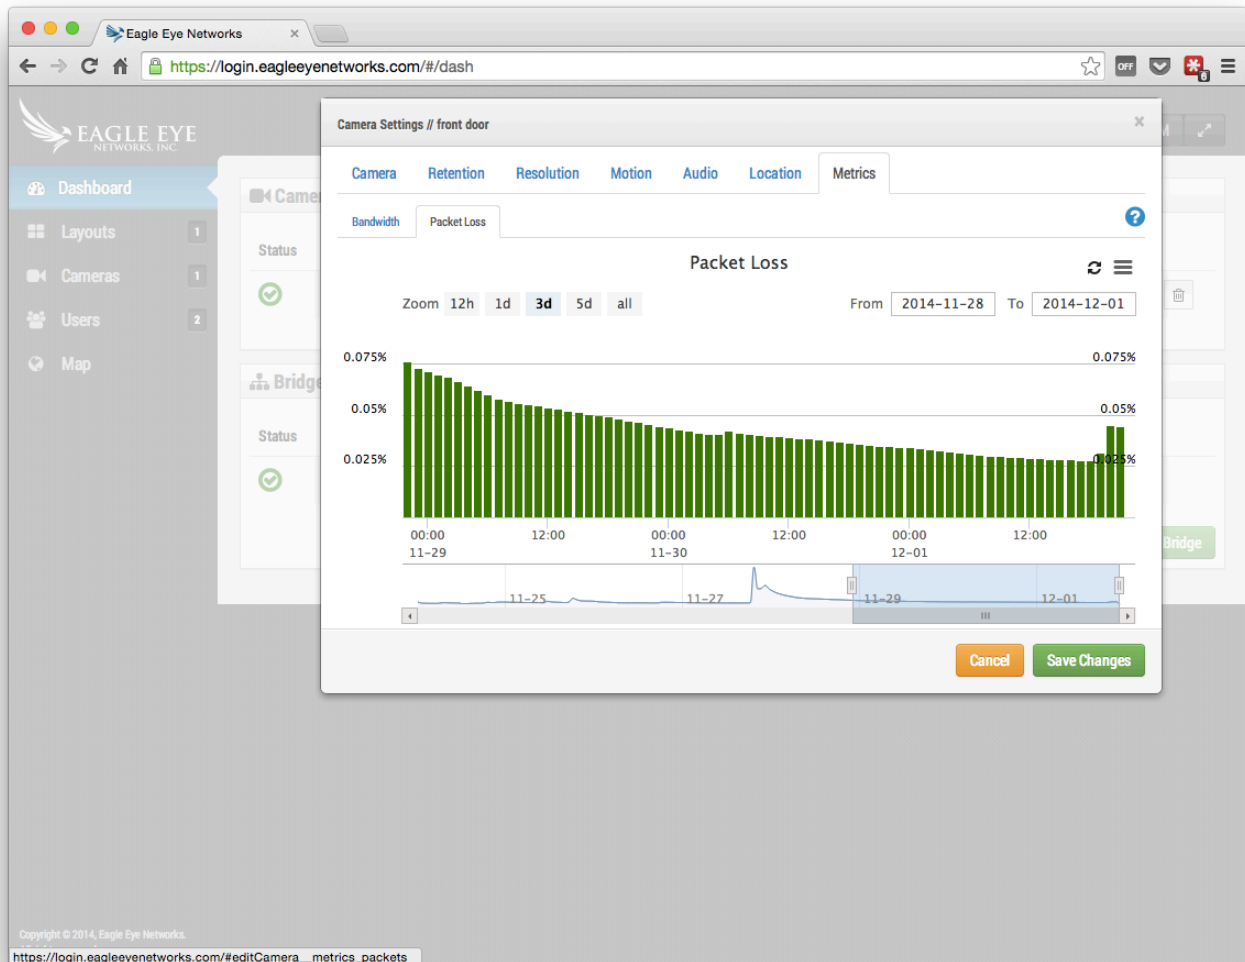 Eagle Eye Networks
https://login.eagleeyenetworks.com/#/dash
OFF
6
EAGLE EYE
NETWORKS, INC.
Dashboard
Layouts 1
Cameras 1
Users 2
Map
Camer
Status
Bridge
Status
M
Bridge
Camera Settings // front door
Camera Retention Resolution Motion Audio Location Metrics
Bandwidth Packet Loss
?
Packet Loss
Zoom 12h 1d 3d 5d all From 2014-11-28 To 2014-12-01
0.075% 0.075%
0.05% 0.05%
0.025% 0.025%
00:00 12:00 00:00 12:00 00:00 12:00
11-29 11-30 12-01
11-25 11-27 11-29 12-01
Cancel Save Changes
Copyright © 2014, Eagle Eye Networks.
https://login.eagleeyenetworks.com/#editCamera__metrics_packets